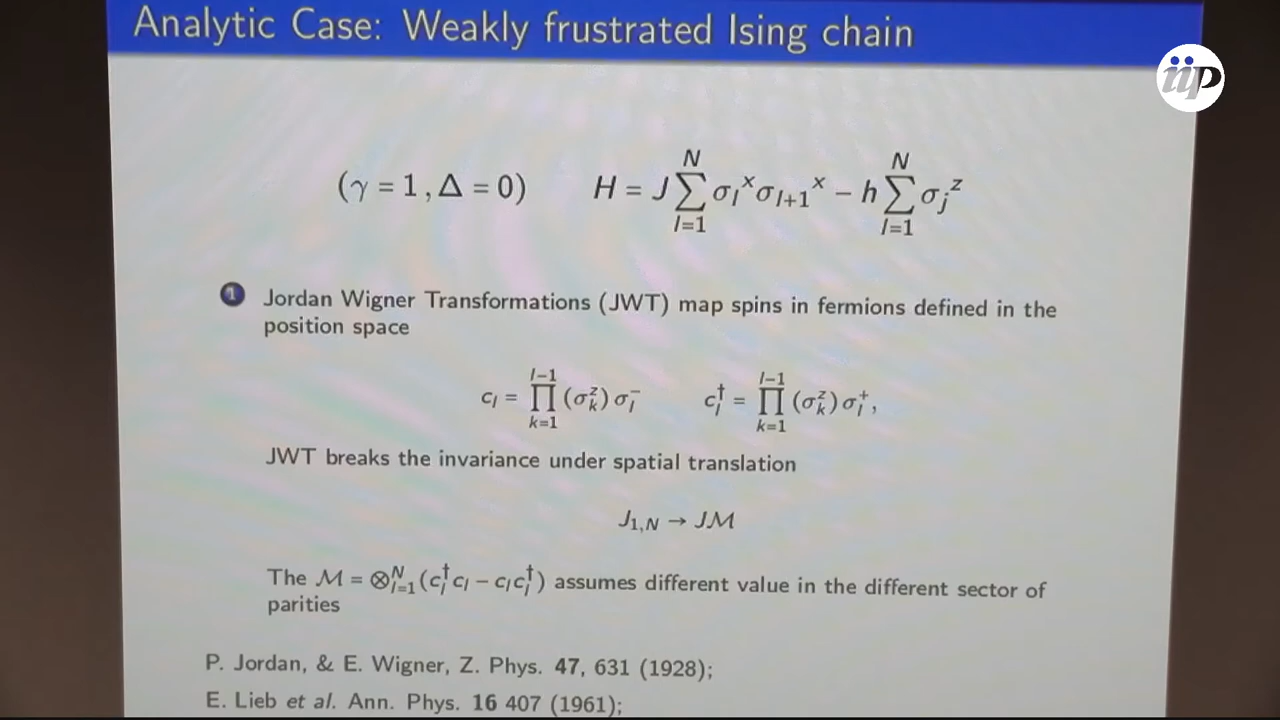 Analytic Case: Weakly frustrated Ising chain
iip
(γ = 1 , Δ = 0) H = J∑_{l=1}^{N} σ_l^x σ_{l+1}^x − h∑_{l=1}^{N} σ_j^z
1 Jordan Wigner Transformations (JWT) map spins in fermions defined in the
position space
c_l = ∏_{k=1}^{l−1} (σ_k^z) σ_l^− c_l^† = ∏_{k=1}^{l−1} (σ_k^z) σ_l^+,
JWT breaks the invariance under spatial translation
J_{1,N} → JM
The M = ⊗_{l=1}^{N} (c_l^† c_l − c_l c_l^†) assumes different value in the different sector of
parities
P. Jordan, & E. Wigner, Z. Phys. 47, 631 (1928);
E. Lieb et al. Ann. Phys. 16 407 (1961);